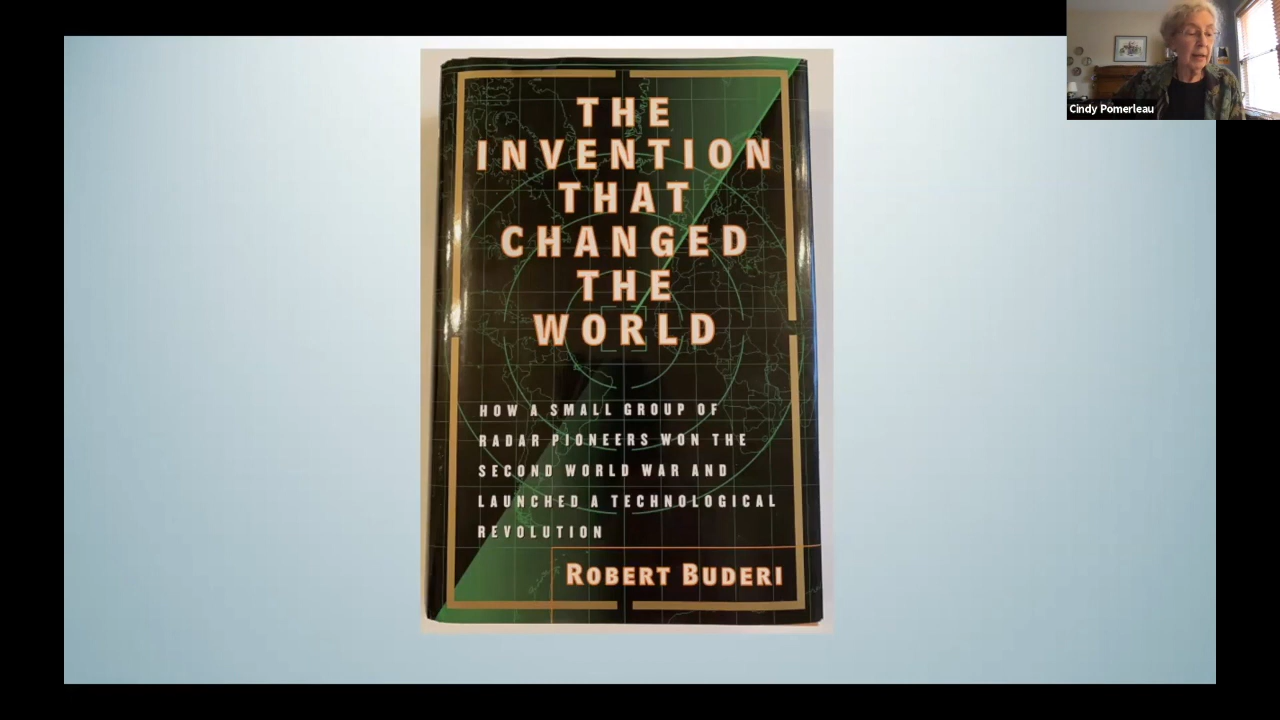 THE
INVENTION
THAT
CHANGED
THE
WORLD
HOW A SMALL GROUP OF
RADAR PIONEERS WON THE
SECOND WORLD WAR AND
LAUNCHED A TECHNOLOGICAL
REVOLUTION
ROBERT BUDERI
Cindy Pomerleau